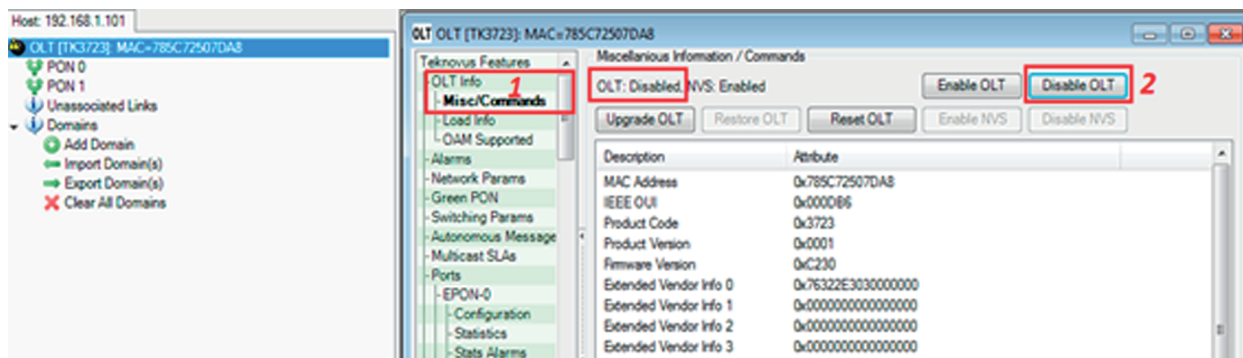 Host: 192.168.1.101
OLT [TK3723]: MAC=785C72507DA8
PON 0
PON 1
Unassociated Links
Domains
Add Domain
Import Domain(s)
Export Domain(s)
Clear All Domains
OLT OLT [TK3723]: MAC=785C72507DA8
Teknovus Features
OLT Info
1
Misc/Commands
Load Info
OAM Supported
Alarms
Network Params
Green PON
Switching Params
Autonomous Message
Multicast SLAs
Ports
EPON-0
Configuration
Statistics
Stats Alarms
Miscellanious Information / Commands
OLT: Disabled, NVS: Enabled
Enable OLT Disable OLT 2
Upgrade OLT Restore OLT Reset OLT Enable NVS Disable NVS
Description Attribute
MAC Address 0x785C72507DA8
IEEE OUI 0x000DB6
Product Code 0x3723
Product Version 0x0001
Firmware Version 0xC230
Extended Vendor Info 0 0x76322E3030000000
Extended Vendor Info 1 0x0000000000000000
Extended Vendor Info 2 0x0000000000000000
Extended Vendor Info 3 0x0000000000000000